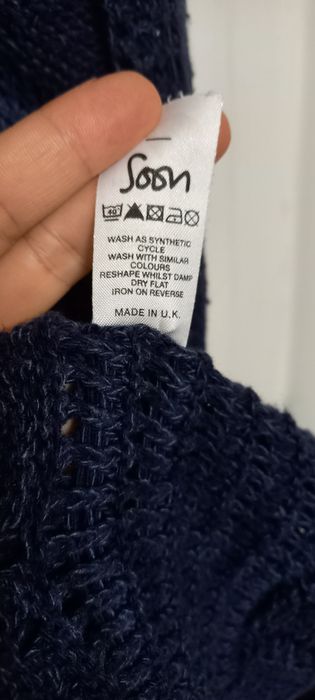 Soon
40
WASH AS SYNTHETIC
CYCLE
WASH WITH SIMILAR
COLOURS
RESHAPE WHILST DAMP
DRY FLAT
IRON ON REVERSE
MADE IN U.K.